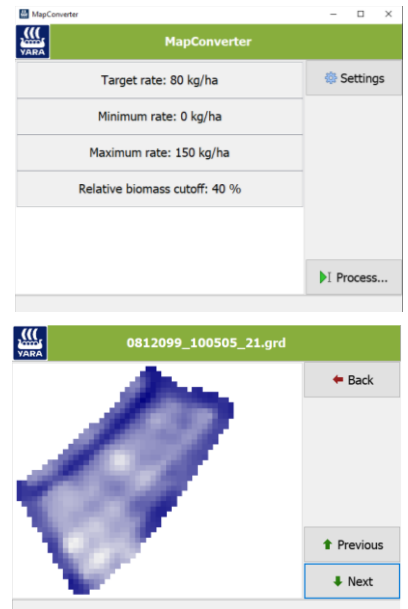 MapConverter
YARA
MapConverter
Target rate: 80 kg/ha
Settings
Minimum rate: 0 kg/ha
Maximum rate: 150 kg/ha
Relative biomass cutoff: 40 %
Process...
YARA
0812099_100505_21.grd
Back
Previous
Next